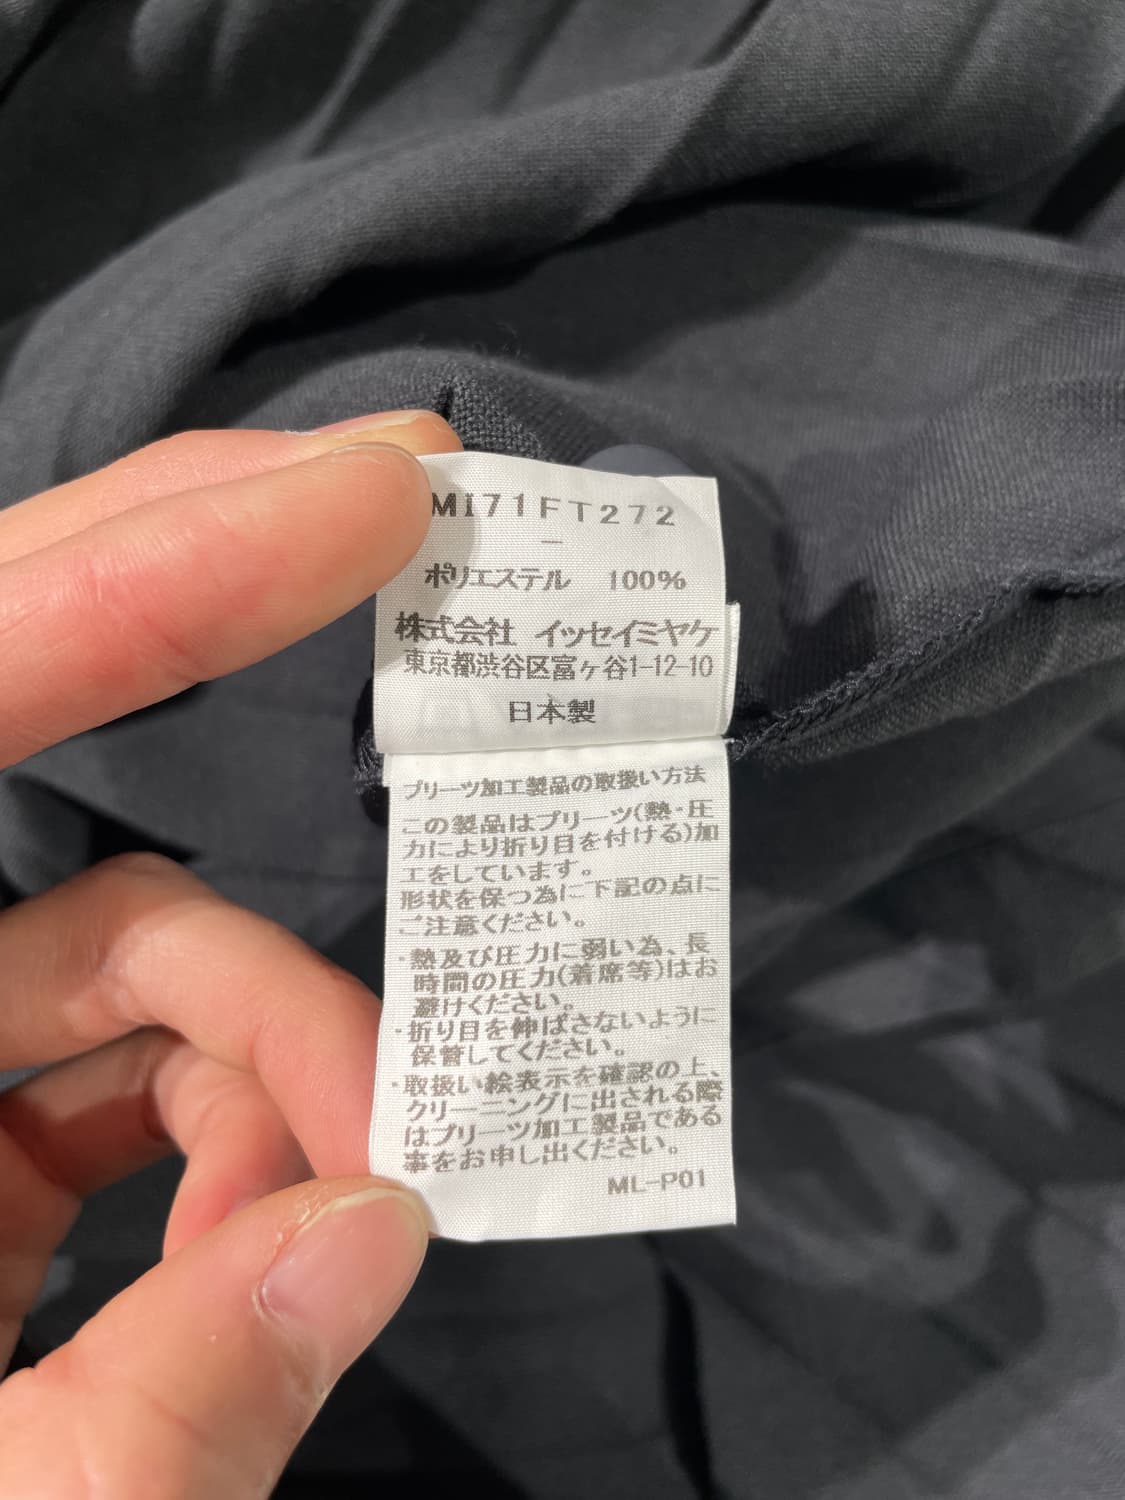 MI71FT272
—
ポリエステル 100%
株式会社 イッセイミヤケ
東京都渋谷区富ヶ谷1-12-10
日本製
プリーツ加工製品の取扱い方法
この製品はプリーツ(熱・圧
力により折り目を付ける)加
工をしています。
形状を保つ為に下記の点に
ご注意ください。
・熱及び圧力に弱い為、長
時間の圧力(着席等)はお
避けください。
・折り目を伸ばさないように
保管してください。
・取扱い絵表示を確認の上、
クリーニングに出される際
はプリーツ加工製品である
事をお申し出ください。
ML-P01